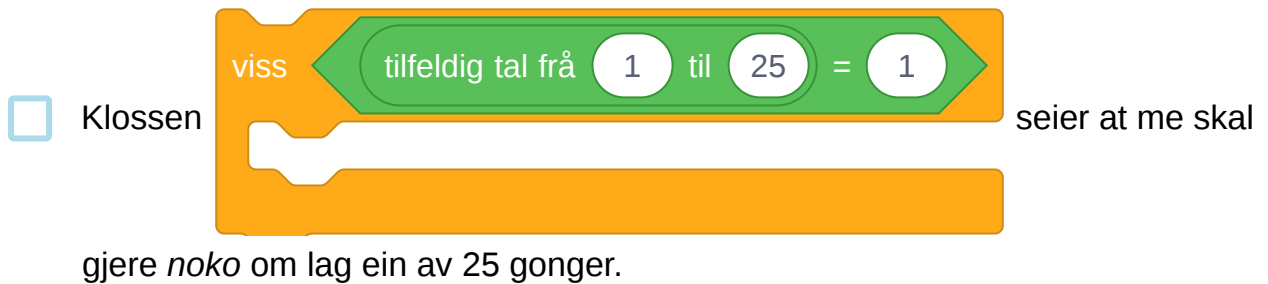 viss tilfeldig tal frå 1 til 25 = 1
Klossen seier at me skal
gjere noko om lag ein av 25 gonger.